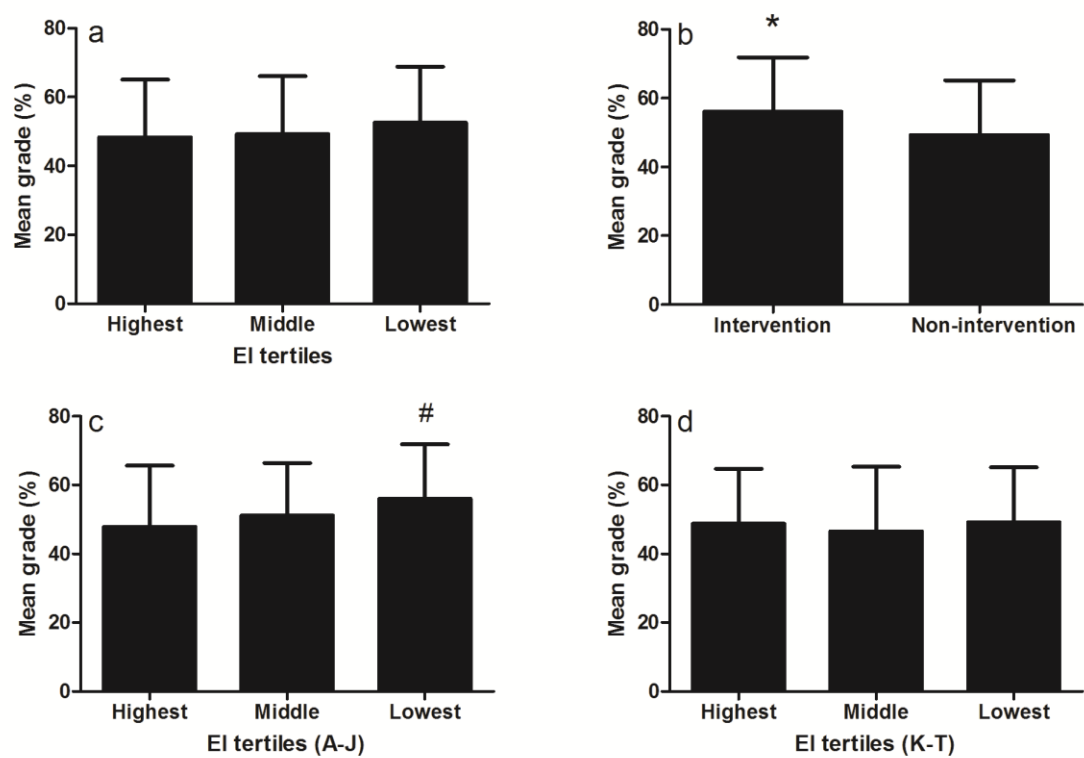 a
Mean grade (%)
80
60
40
20
0
Highest Middle Lowest
EI tertiles
b
*
Mean grade (%)
80
60
40
20
0
Intervention Non-intervention
c
#
Mean grade (%)
80
60
40
20
0
Highest Middle Lowest
EI tertiles (A-J)
d
Mean grade (%)
80
60
40
20
0
Highest Middle Lowest
EI tertiles (K-T)